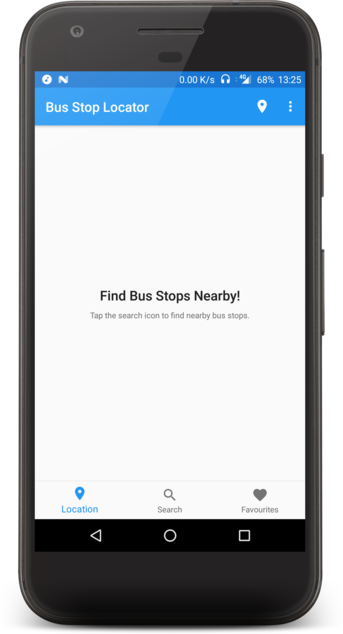 0.00 K/s 4G 68% 13:25
Bus Stop Locator
Find Bus Stops Nearby!
Tap the search icon to find nearby bus stops.
Location Search Favourites